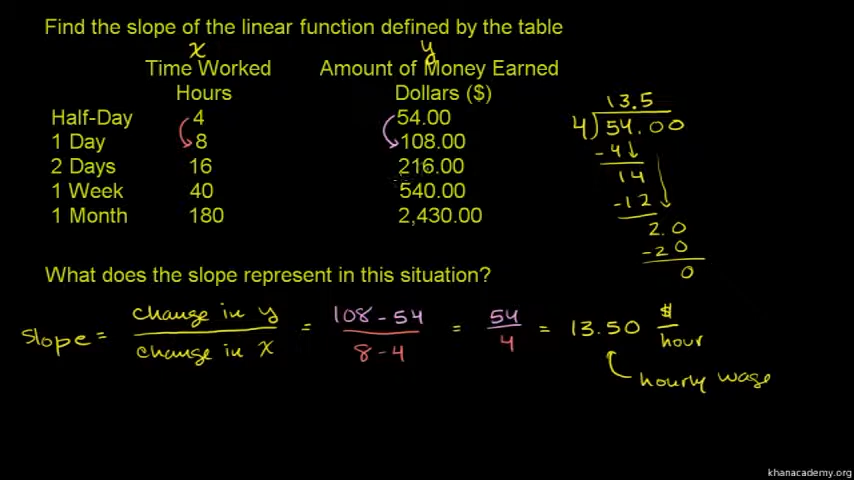 Find the slope of the linear function defined by the table
x y
Time Worked Amount of Money Earned
Hours Dollars ($)
Half-Day 4 54.00
1 Day 8 108.00
2 Days 16 216.00
1 Week 40 540.00
1 Month 180 2,430.00
13.5
4)54.00
-4
14
-12
2.0
-20
0
What does the slope represent in this situation?
Slope = change in y / change in x = 108-54 / 8-4 = 54 / 4 = 13.50 $ / hour
hourly wage
khanacademy.org